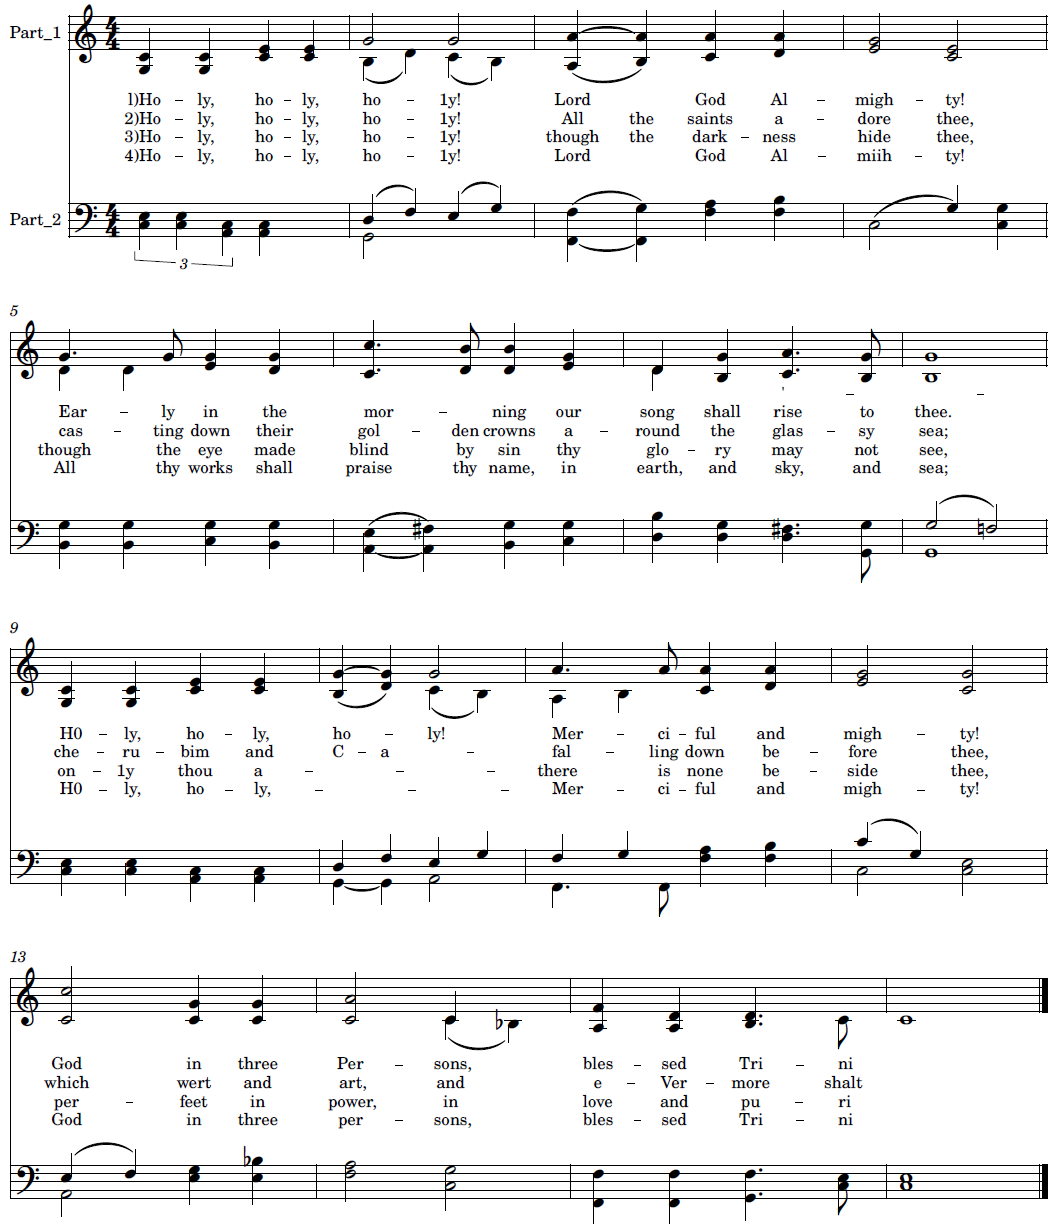 Part_1
l)Ho – ly, ho – ly, ho – 1y! Lord God Al – migh – ty!
2)Ho – ly, ho – ly, ho – 1y! All the saints a – dore thee,
3)Ho – ly, ho – ly, ho – 1y! though the dark – ness hide thee,
4)Ho – ly, ho – ly, ho – 1y! Lord God Al – miih – ty!
Part_2
3
5
' – –
Ear – ly in the mor – ning our song shall rise to thee.
cas – ting down their gol – den crowns a – round the glas – sy sea;
though the eye made blind by sin thy glo – ry may not see,
All thy works shall praise thy name, in earth, and sky, and sea;
9
H0 – ly, ho – ly, ho – ly! Mer – ci – ful and migh – ty!
che – ru – bim and C – a – fal – ling down be – fore thee,
on – 1y thou a – – – there is none be – side thee,
H0 – ly, ho – ly, – – – Mer – ci – ful and migh – ty!
13
God in three Per – sons, bles – sed Tri – ni
which wert and art, and e – Ver – more shalt
per – feet in power, in love and pu – ri
God in three per – sons, bles – sed Tri – ni